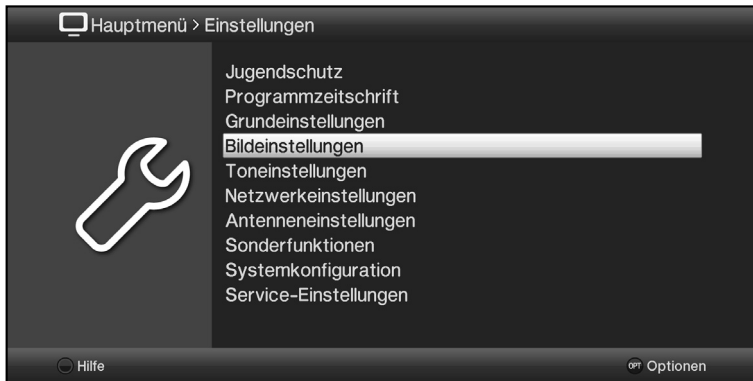 Hauptmenü > Einstellungen
Jugendschutz
Programmzeitschrift
Grundeinstellungen
Bildeinstellungen
Toneinstellungen
Netzwerkeinstellungen
Antenneneinstellungen
Sonderfunktionen
Systemkonfiguration
Service-Einstellungen
Hilfe OPT Optionen